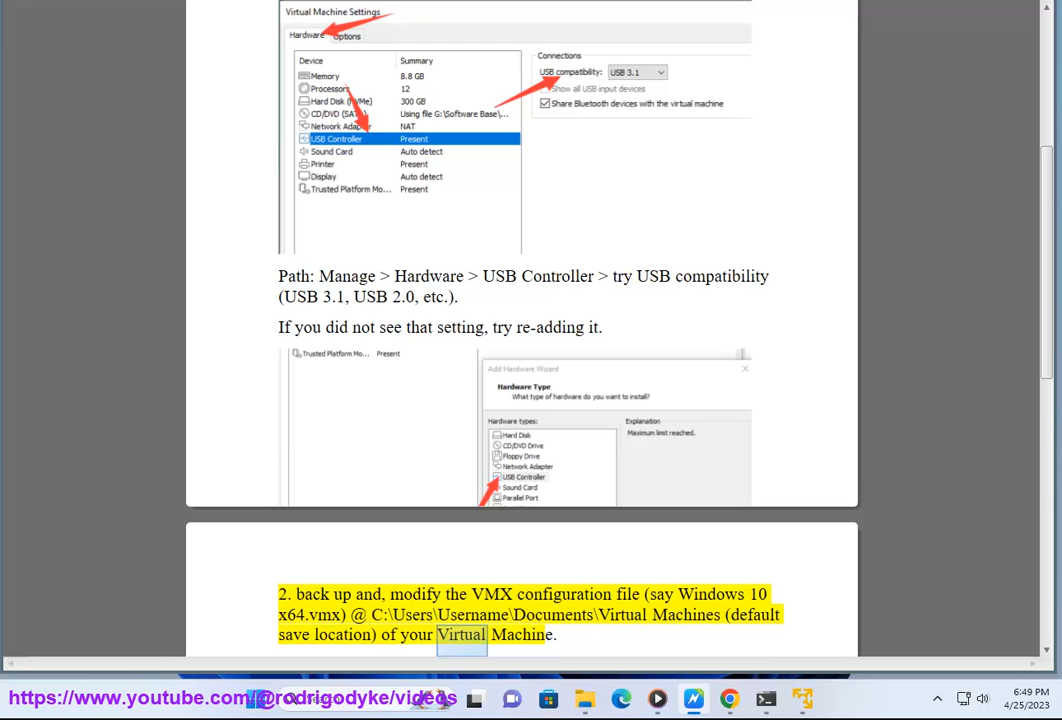 Virtual Machine Settings
Hardware Options
Device Summary
Memory 8.8 GB
Processors 12
Hard Disk (NVMe) 300 GB
CD/DVD (SAT Using file G:\Software Base\...
Network Adapter NAT
USB Controller Present
Sound Card Auto detect
Printer Present
Display Auto detect
Trusted Platform Mo... Present
Connections
USB compatibility: USB 3.1
Show all USB input devices
Share Bluetooth devices with the virtual machine
Path: Manage > Hardware > USB Controller > try USB compatibility
(USB 3.1, USB 2.0, etc.).
If you did not see that setting, try re-adding it.
Trusted Platform Mo... Present
Add Hardware Wizard
Hardware Type
What type of hardware do you want to install?
Hardware types:
Hard Disk
CD/DVD Drive
Floppy Drive
Network Adapter
USB Controller
Sound Card
Parallel Port
Explanation
Maximum limit reached.
2. back up and, modify the VMX configuration file (say Windows 10
x64.vmx) @ C:\Users\Username\Documents\Virtual Machines (default
save location) of your Virtual Machine.
https://www.youtube.com/@rodrigodyke/videos
6:49 PM
4/25/2023